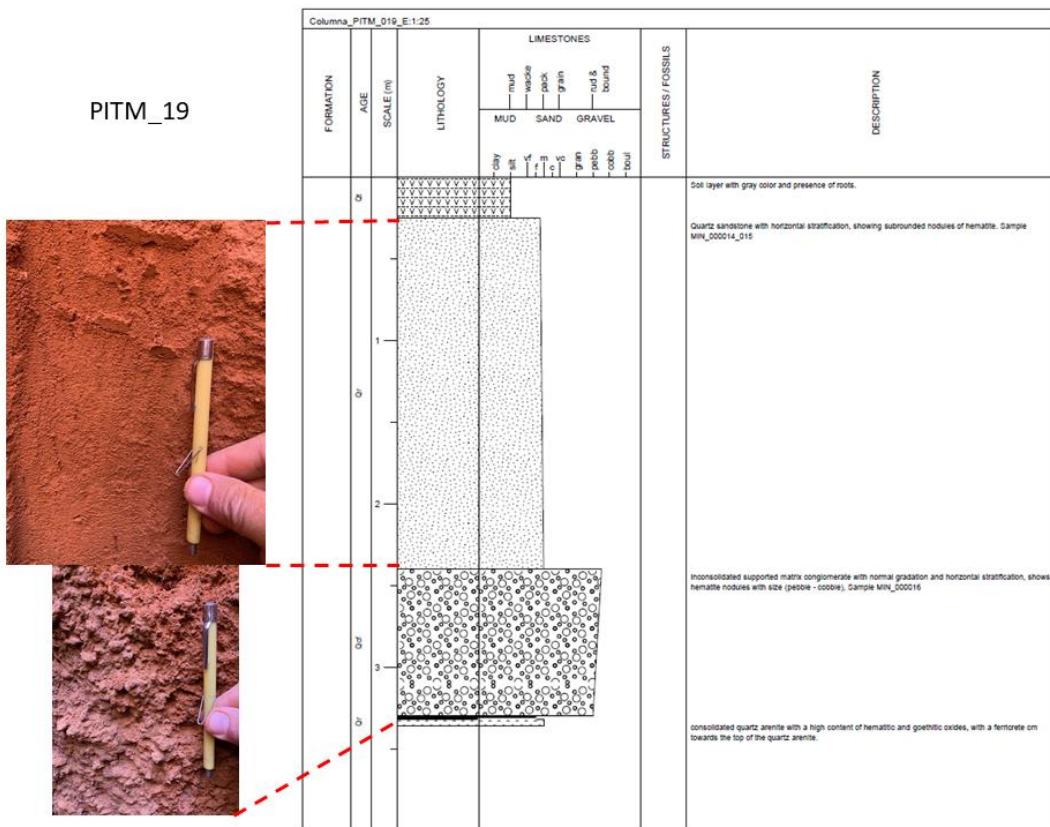 PITM_19
Columna_PITM_019_E:1:25
FORMATION
AGE
SCALE (m)
LITHOLOGY
LIMESTONES
mud
wacke
pack
grain
rud &
bound
MUD SAND GRAVEL
clay
silt
vf
f
m
c
vc
gran
pebb
cobb
boul
STRUCTURES / FOSSILS
DESCRIPTION
Soil layer with gray color and presence of roots.
Quartz sandstone with horizontal stratification, showing subrounded nodules of hematite. Sample
MIN_000014_015
1
2
Inconsolidated supported matrix conglomerate with normal gradation and horizontal stratification, shows
hematite nodules with size (pebble - cobble), Sample MIN_000016
3
consolidated quartz arenite with a high content of hematitic and goethitic oxides, with a ferricrete cm
towards the top of the quartz arenite.